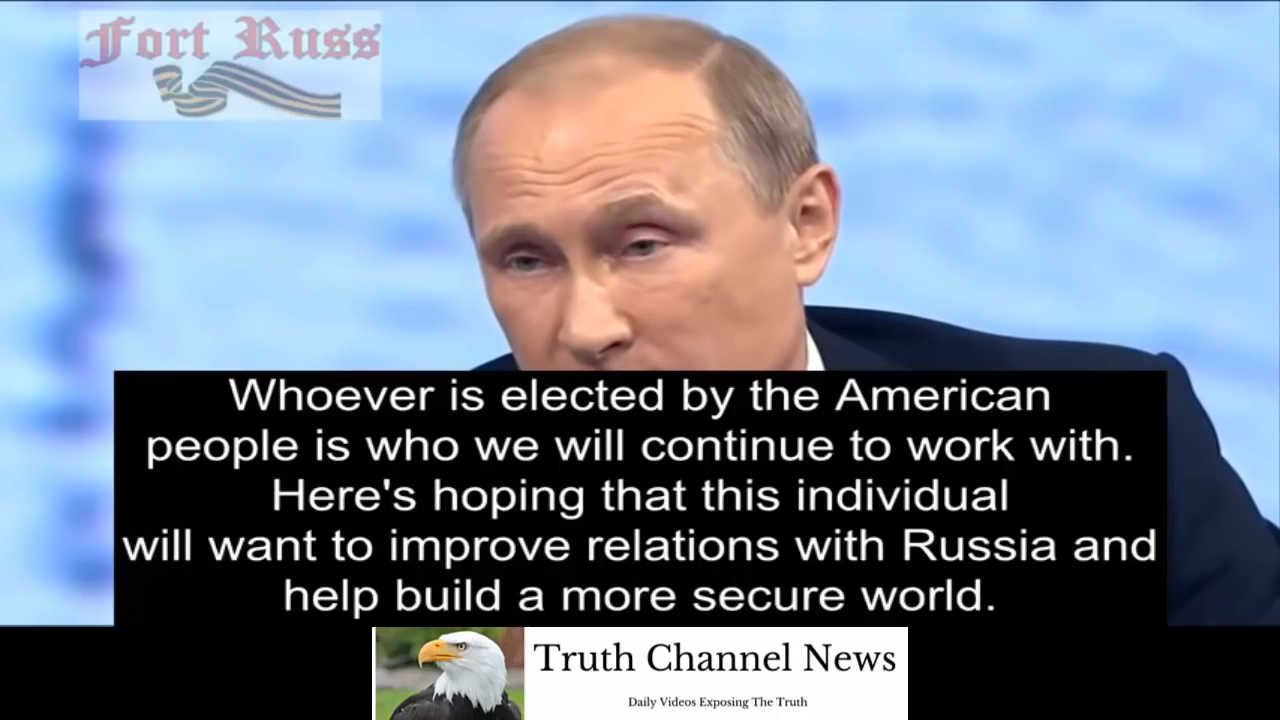 Fort Russ
Whoever is elected by the American
people is who we will continue to work with.
Here's hoping that this individual
will want to improve relations with Russia and
help build a more secure world.
Truth Channel News
Daily Videos Exposing The Truth